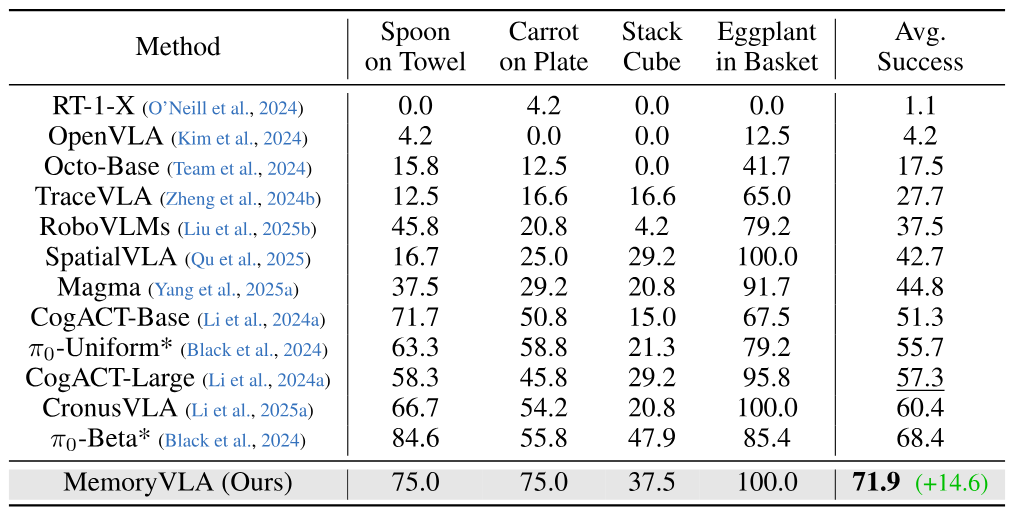 Method Spoon on Towel Carrot on Plate Stack Cube Eggplant in Basket Avg. Success
RT-1-X (O'Neill et al., 2024) 0.0 4.2 0.0 0.0 1.1
OpenVLA (Kim et al., 2024) 4.2 0.0 0.0 12.5 4.2
Octo-Base (Team et al., 2024) 15.8 12.5 0.0 41.7 17.5
TraceVLA (Zheng et al., 2024b) 12.5 16.6 16.6 65.0 27.7
RoboVLMs (Liu et al., 2025b) 45.8 20.8 4.2 79.2 37.5
SpatialVLA (Qu et al., 2025) 16.7 25.0 29.2 100.0 42.7
Magma (Yang et al., 2025a) 37.5 29.2 20.8 91.7 44.8
CogACT-Base (Li et al., 2024a) 71.7 50.8 15.0 67.5 51.3
π₀-Uniform* (Black et al., 2024) 63.3 58.8 21.3 79.2 55.7
CogACT-Large (Li et al., 2024a) 58.3 45.8 29.2 95.8 57.3
CronusVLA (Li et al., 2025a) 66.7 54.2 20.8 100.0 60.4
π₀-Beta* (Black et al., 2024) 84.6 55.8 47.9 85.4 68.4
MemoryVLA (Ours) 75.0 75.0 37.5 100.0 71.9 (+14.6)